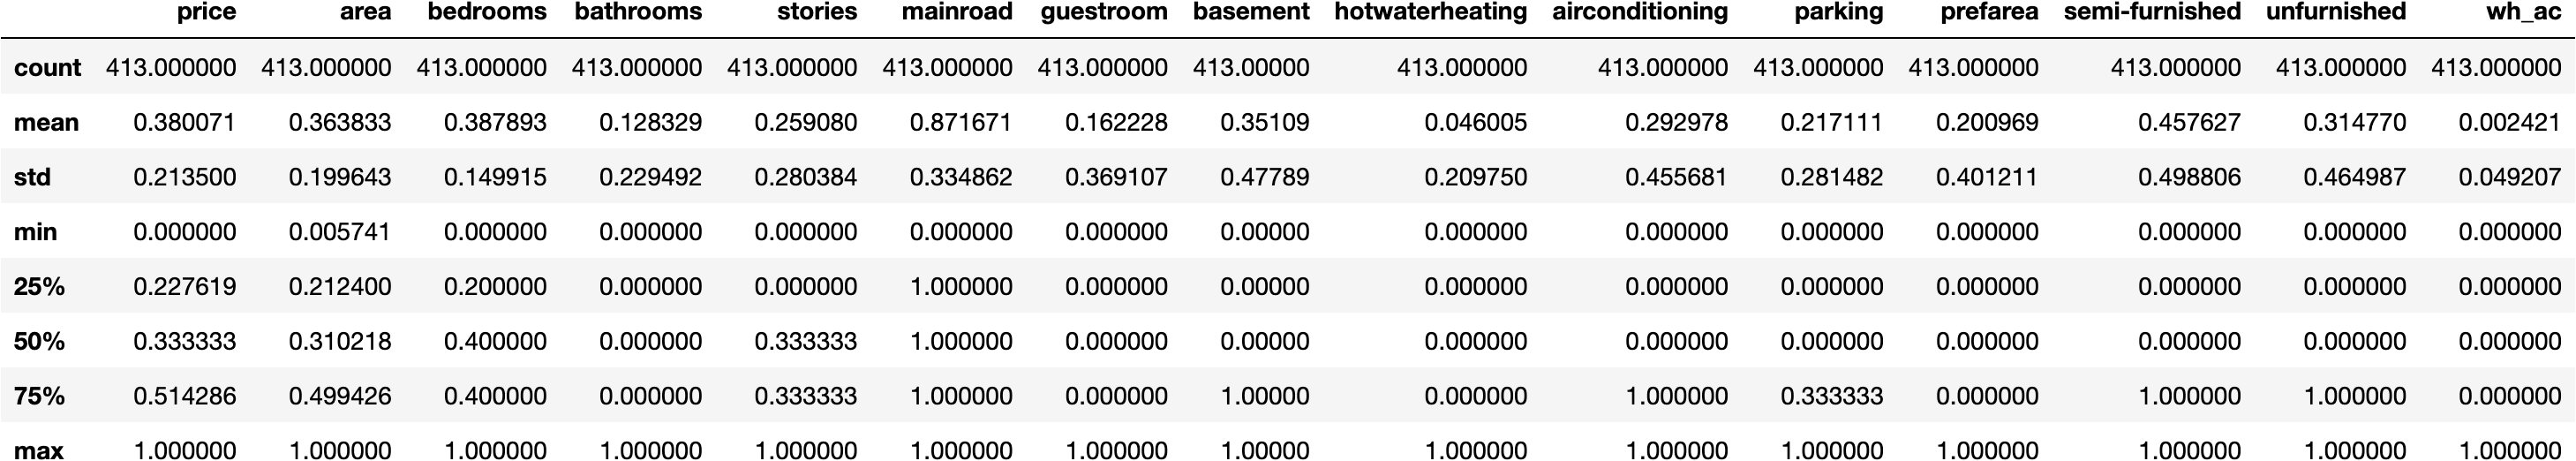 price area bedrooms bathrooms stories mainroad guestroom basement hotwaterheating airconditioning parking prefarea semi-furnished unfurnished wh_ac
count 413.000000 413.000000 413.000000 413.000000 413.000000 413.000000 413.000000 413.00000 413.000000 413.000000 413.000000 413.000000 413.000000 413.000000 413.000000
mean 0.380071 0.363833 0.387893 0.128329 0.259080 0.871671 0.162228 0.35109 0.046005 0.292978 0.217111 0.200969 0.457627 0.314770 0.002421
std 0.213500 0.199643 0.149915 0.229492 0.280384 0.334862 0.369107 0.47789 0.209750 0.455681 0.281482 0.401211 0.498806 0.464987 0.049207
min 0.000000 0.005741 0.000000 0.000000 0.000000 0.000000 0.000000 0.00000 0.000000 0.000000 0.000000 0.000000 0.000000 0.000000 0.000000
25% 0.227619 0.212400 0.200000 0.000000 0.000000 1.000000 0.000000 0.00000 0.000000 0.000000 0.000000 0.000000 0.000000 0.000000 0.000000
50% 0.333333 0.310218 0.400000 0.000000 0.333333 1.000000 0.000000 0.00000 0.000000 0.000000 0.000000 0.000000 0.000000 0.000000 0.000000
75% 0.514286 0.499426 0.400000 0.000000 0.333333 1.000000 0.000000 1.00000 0.000000 1.000000 0.333333 0.000000 1.000000 1.000000 0.000000
max 1.000000 1.000000 1.000000 1.000000 1.000000 1.000000 1.000000 1.00000 1.000000 1.000000 1.000000 1.000000 1.000000 1.000000 1.000000